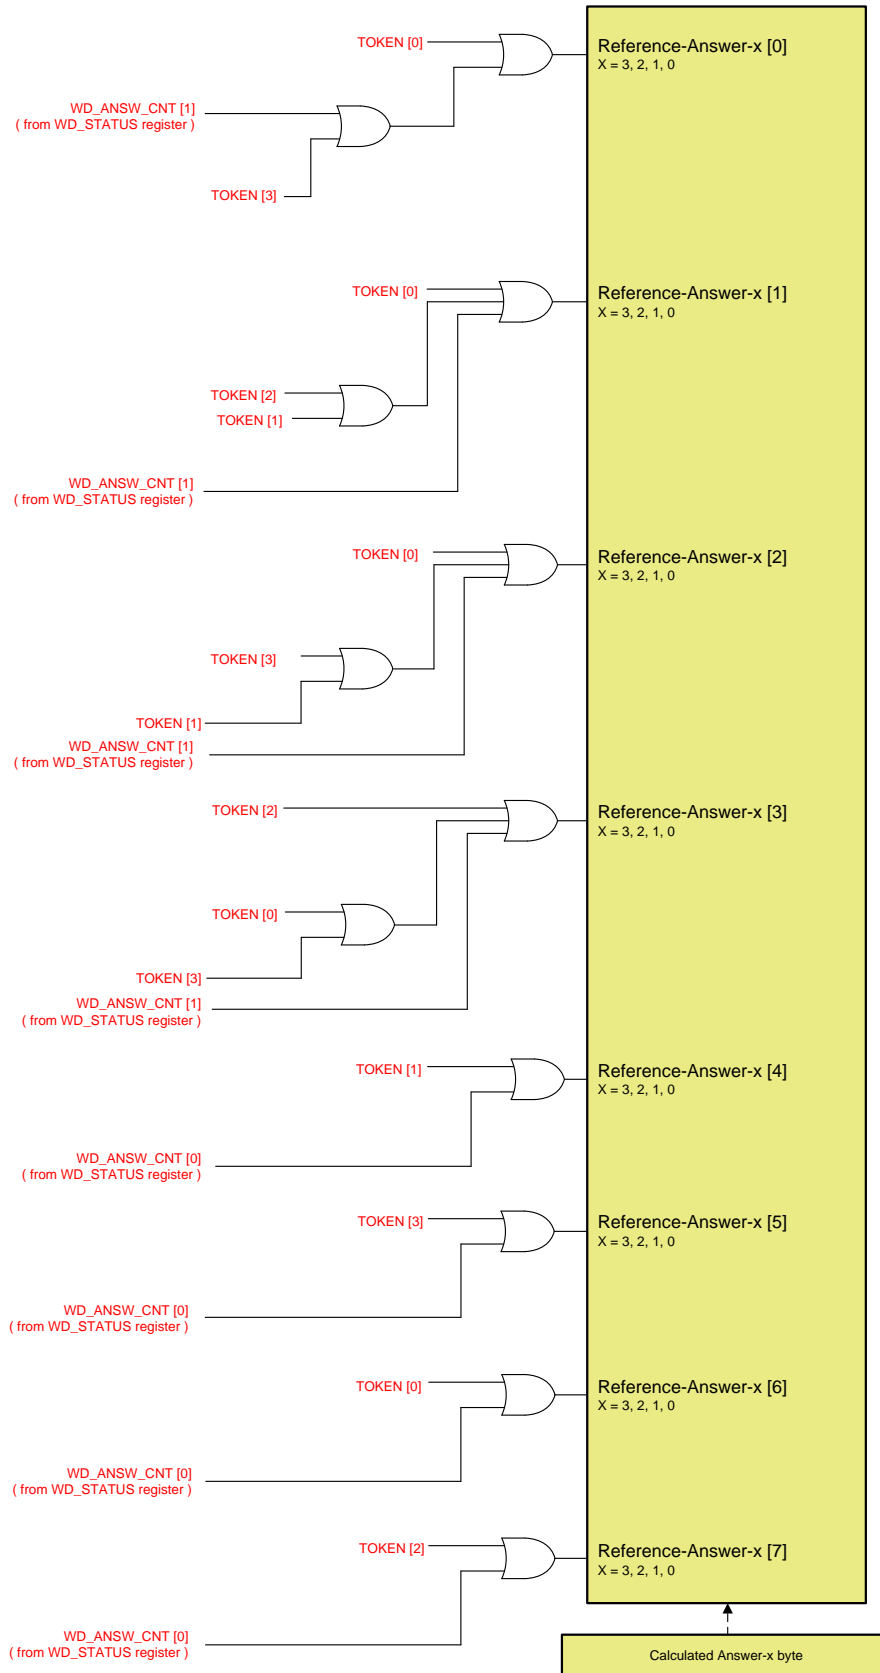 TOKEN [0]
Reference-Answer-x [0]
X = 3, 2, 1, 0
WD_ANSW_CNT [1]
( from WD_STATUS register )
TOKEN [3]
TOKEN [0]
Reference-Answer-x [1]
X = 3, 2, 1, 0
TOKEN [2]
TOKEN [1]
WD_ANSW_CNT [1]
( from WD_STATUS register )
TOKEN [0]
Reference-Answer-x [2]
X = 3, 2, 1, 0
TOKEN [3]
TOKEN [1]
WD_ANSW_CNT [1]
( from WD_STATUS register )
TOKEN [2]
Reference-Answer-x [3]
X = 3, 2, 1, 0
TOKEN [0]
TOKEN [3]
WD_ANSW_CNT [1]
( from WD_STATUS register )
TOKEN [1]
Reference-Answer-x [4]
X = 3, 2, 1, 0
WD_ANSW_CNT [0]
( from WD_STATUS register )
TOKEN [3]
Reference-Answer-x [5]
X = 3, 2, 1, 0
WD_ANSW_CNT [0]
( from WD_STATUS register )
TOKEN [0]
Reference-Answer-x [6]
X = 3, 2, 1, 0
WD_ANSW_CNT [0]
( from WD_STATUS register )
TOKEN [2]
Reference-Answer-x [7]
X = 3, 2, 1, 0
WD_ANSW_CNT [0]
( from WD_STATUS register )
Calculated Answer-x byte